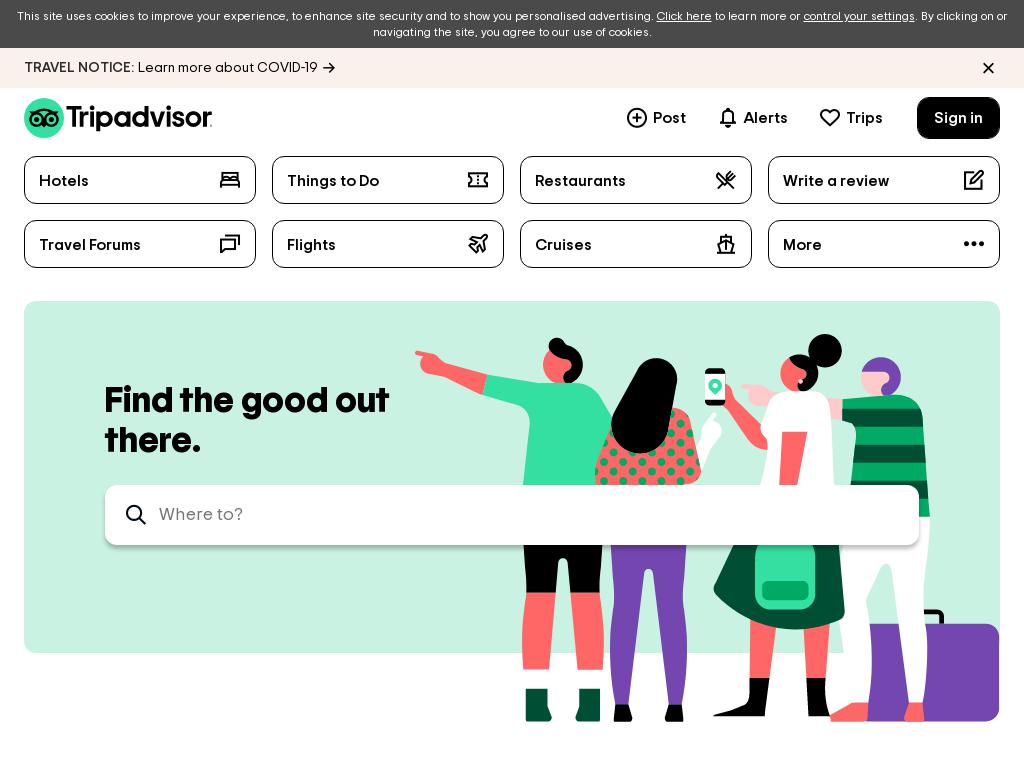 This site uses cookies to improve your experience, to enhance site security and to show you personalised advertising. Click here to learn more or control your settings. By clicking on or
navigating the site, you agree to our use of cookies.
TRAVEL NOTICE: Learn more about COVID-19 →
Tripadvisor
Post
Alerts
Trips
Sign in
Hotels
Things to Do
Restaurants
Write a review
Travel Forums
Flights
Cruises
More
Find the good out
there.
Where to?